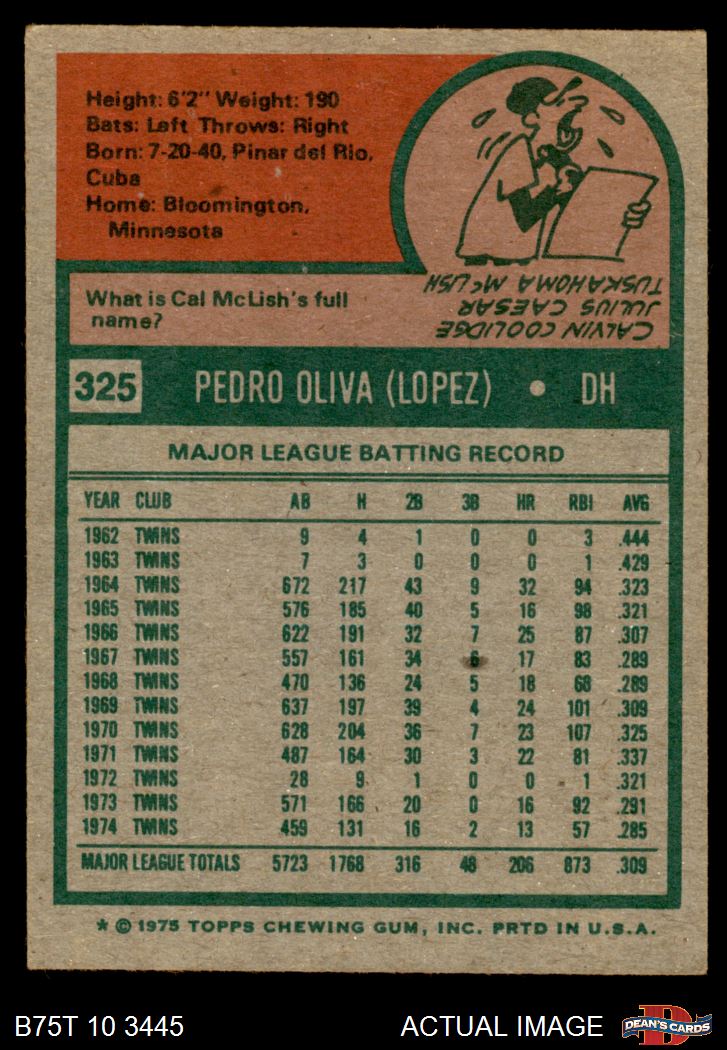 Height: 6'2" Weight: 190
Bats: Left Throws: Right
Born: 7-20-40, Pinar del Rio,
Cuba
Home: Bloomington,
Minnesota
What is Cal McLish's full
name?
CALVIN COOLIDGE
JULIUS CAESAR
TUSKAHOMA McLISH
325 PEDRO OLIVA (LOPEZ) • DH
MAJOR LEAGUE BATTING RECORD
YEAR CLUB AB H 2B 3B HR RBI AVG
1962 TWINS 9 4 1 0 0 3 .444
1963 TWINS 7 3 0 0 0 1 .429
1964 TWINS 672 217 43 9 32 94 .323
1965 TWINS 576 185 40 5 16 98 .321
1966 TWINS 622 191 32 7 25 87 .307
1967 TWINS 557 161 34 6 17 83 .289
1968 TWINS 470 136 24 5 18 68 .289
1969 TWINS 637 197 39 4 24 101 .309
1970 TWINS 628 204 36 7 23 107 .325
1971 TWINS 487 164 30 3 22 81 .337
1972 TWINS 28 9 1 0 0 1 .321
1973 TWINS 571 166 20 0 16 92 .291
1974 TWINS 459 131 16 2 13 57 .285
MAJOR LEAGUE TOTALS 5723 1768 316 48 206 873 .309
* © 1975 TOPPS CHEWING GUM, INC. PRTD IN U.S.A.
B75T 10 3445 ACTUAL IMAGE D DEAN'S CARDS